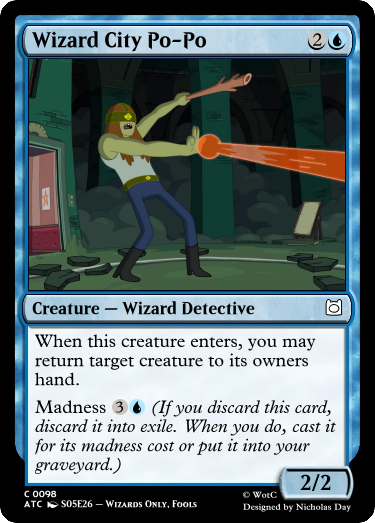 Wizard City Po-Po 2
Creature — Wizard Detective
When this creature enters, you may
return target creature to its owners
hand.
Madness 3 (If you discard this card,
discard it into exile. When you do, cast it
for its madness cost or put it into your
graveyard.)
2/2
C 0098
ATC S05E26 – Wizards Only, Fools
© WotC
Designed by Nicholas Day